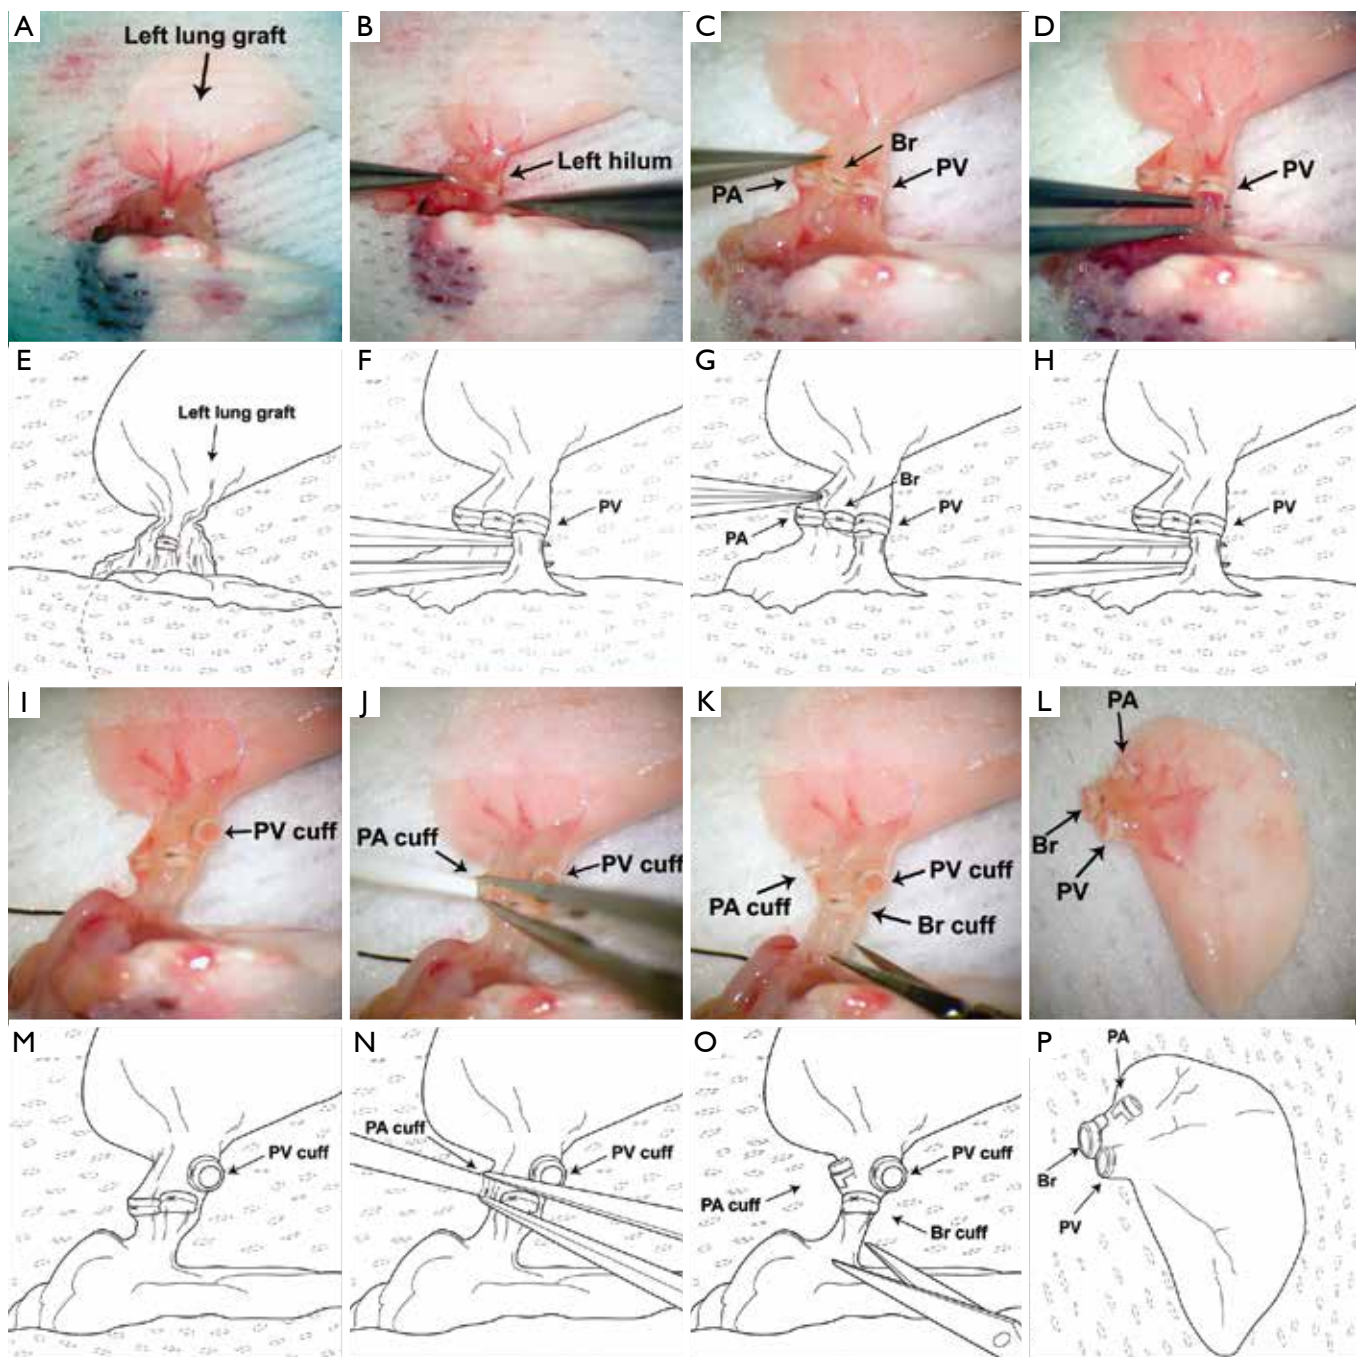 A
Left lung graft
B
Left hilum
C
Br
PA
PV
D
PV
E
Left lung graft
F
PV
G
Br
PA
PV
H
PV
I
PV cuff
J
PA cuff
PV cuff
K
PA cuff
PV cuff
Br cuff
L
PA
Br
PV
M
PV cuff
N
PA cuff
PV cuff
O
PA cuff
PV cuff
Br cuff
P
PA
Br
PV